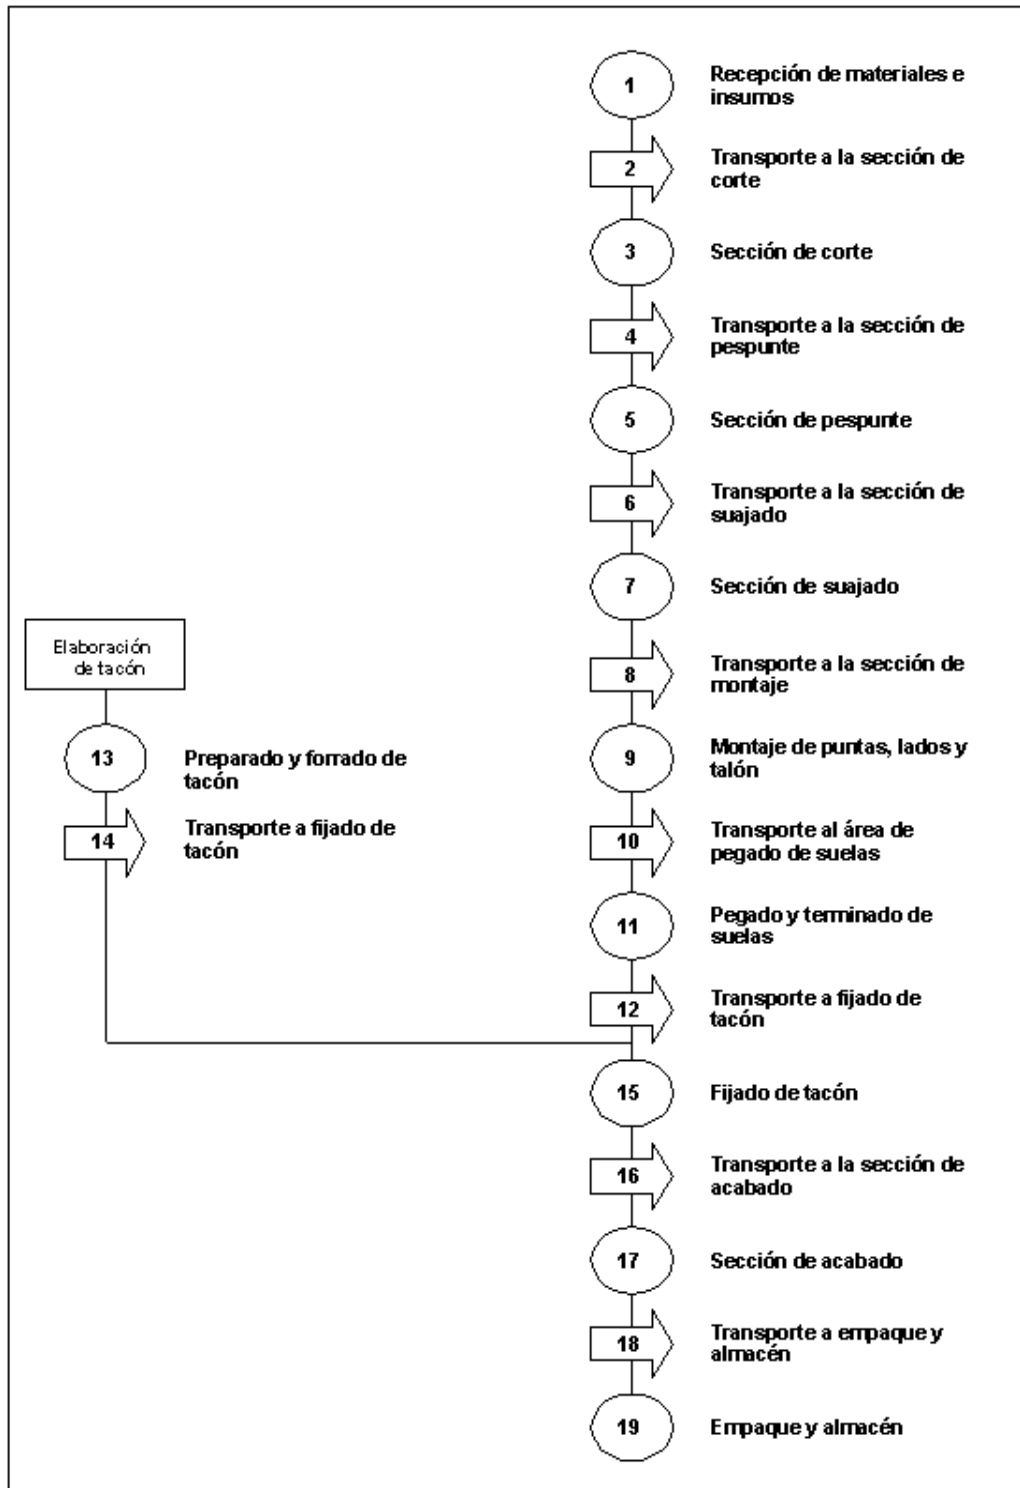 1
Recepción de materiales e
insumos
2
Transporte a la sección de
corte
3
Sección de corte
4
Transporte a la sección de
pespunte
5
Sección de pespunte
6
Transporte a la sección de
suajado
7
Sección de suajado
8
Transporte a la sección de
montaje
9
Montaje de puntas, lados y
talón
10
Transporte al área de
pegado de suelas
11
Pegado y terminado de
suelas
12
Transporte a fijado de
tacón
Elaboración
de tacón
13
Preparado y forrado de
tacón
14
Transporte a fijado de
tacón
15
Fijado de tacón
16
Transporte a la sección de
acabado
17
Sección de acabado
18
Transporte a empaque y
almacén
19
Empaque y almacén